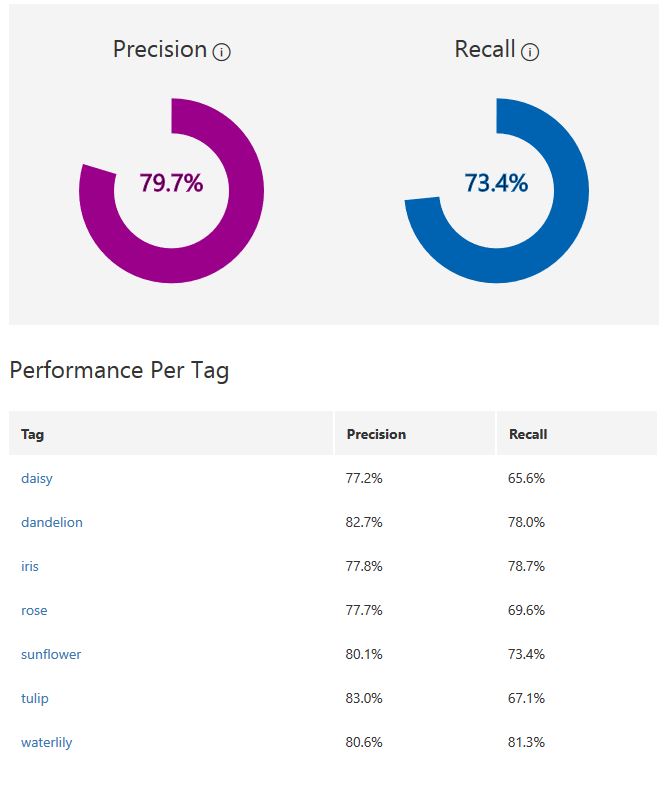 Precision Recall
79.7% 73.4%
Performance Per Tag
Tag Precision Recall
daisy 77.2% 65.6%
dandelion 82.7% 78.0%
iris 77.8% 78.7%
rose 77.7% 69.6%
sunflower 80.1% 73.4%
tulip 83.0% 67.1%
waterlily 80.6% 81.3%